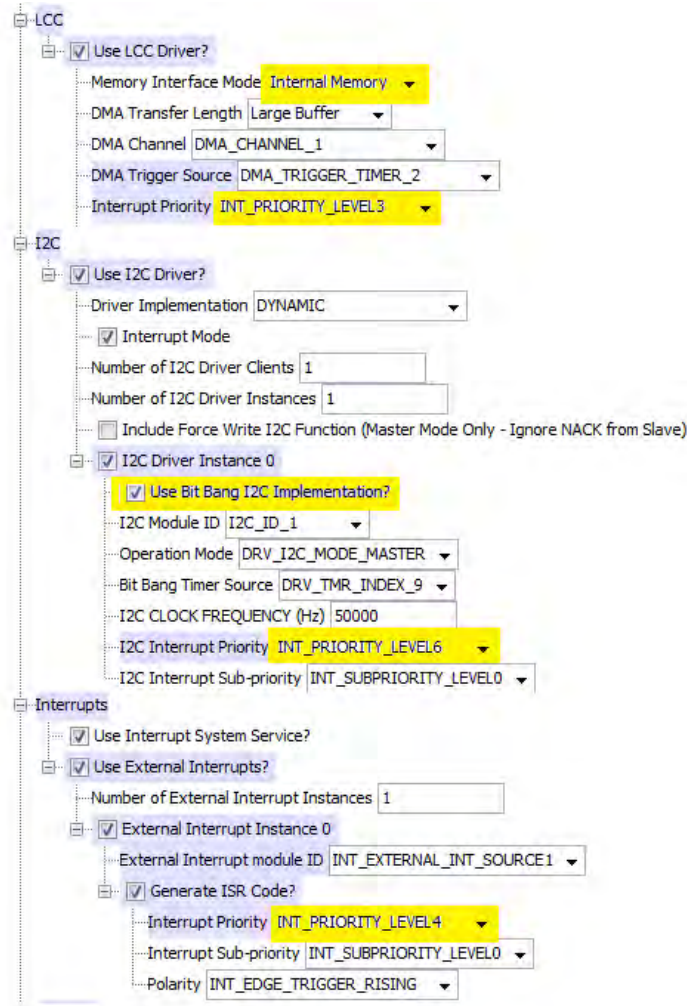 LCC
Use LCC Driver?
Memory Interface Mode Internal Memory
DMA Transfer Length Large Buffer
DMA Channel DMA_CHANNEL_1
DMA Trigger Source DMA_TRIGGER_TIMER_2
Interrupt Priority INT_PRIORITY_LEVEL3
I2C
Use I2C Driver?
Driver Implementation DYNAMIC
Interrupt Mode
Number of I2C Driver Clients 1
Number of I2C Driver Instances 1
Include Force Write I2C Function (Master Mode Only - Ignore NACK from Slave)
I2C Driver Instance 0
Use Bit Bang I2C Implementation?
I2C Module ID I2C_ID_1
Operation Mode DRV_I2C_MODE_MASTER
Bit Bang Timer Source DRV_TMR_INDEX_9
I2C CLOCK FREQUENCY (Hz) 50000
I2C Interrupt Priority INT_PRIORITY_LEVEL6
I2C Interrupt Sub-priority INT_SUBPRIORITY_LEVEL0
Interrupts
Use Interrupt System Service?
Use External Interrupts?
Number of External Interrupt Instances 1
External Interrupt Instance 0
External Interrupt module ID INT_EXTERNAL_INT_SOURCE1
Generate ISR Code?
Interrupt Priority INT_PRIORITY_LEVEL4
Interrupt Sub-priority INT_SUBPRIORITY_LEVEL0
Polarity INT_EDGE_TRIGGER_RISING